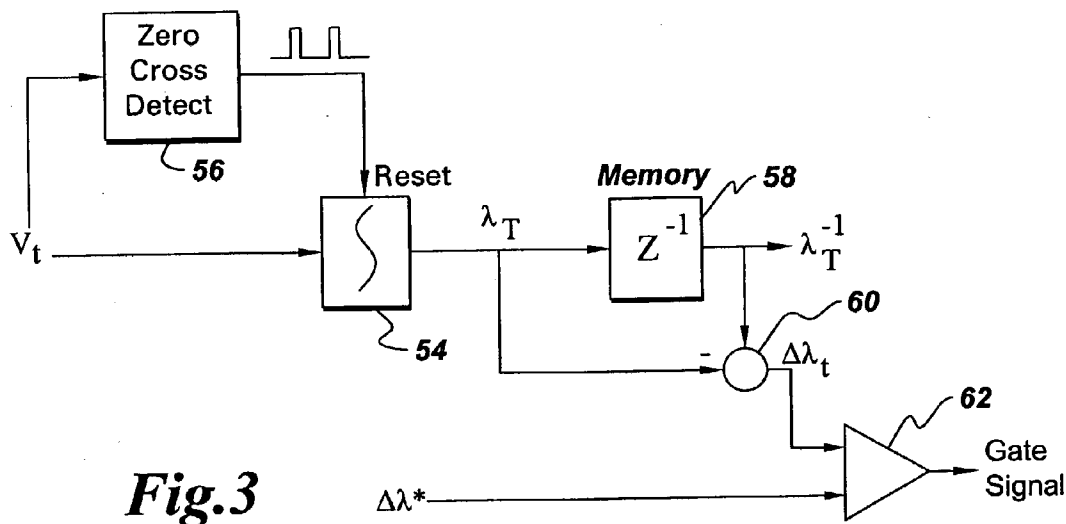 Zero
Cross
Detect
56
Reset
Memory
58
V_t
λ_T
Z^-1
λ_T^-1
54
60
-
Δλ_t
62
Gate
Signal
Δλ*
Fig.3